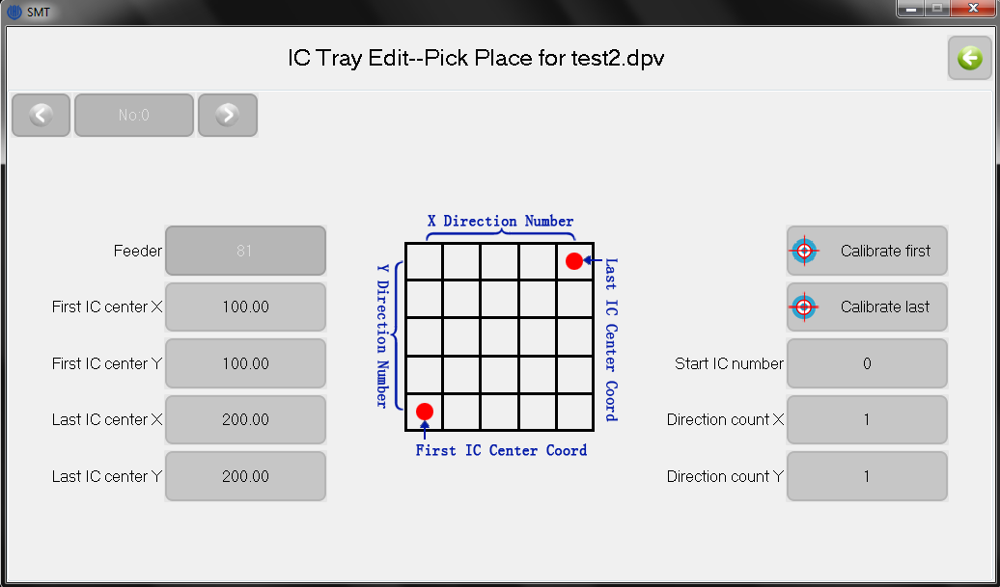 SMT
IC Tray Edit--Pick Place for test2.dpv
No:0
Feeder
81
First IC center X
100.00
First IC center Y
100.00
Last IC center X
200.00
Last IC center Y
200.00
X Direction Number
Y Direction Number
Last IC Center Coord
First IC Center Coord
Calibrate first
Calibrate last
Start IC number
0
Direction count X
1
Direction count Y
1